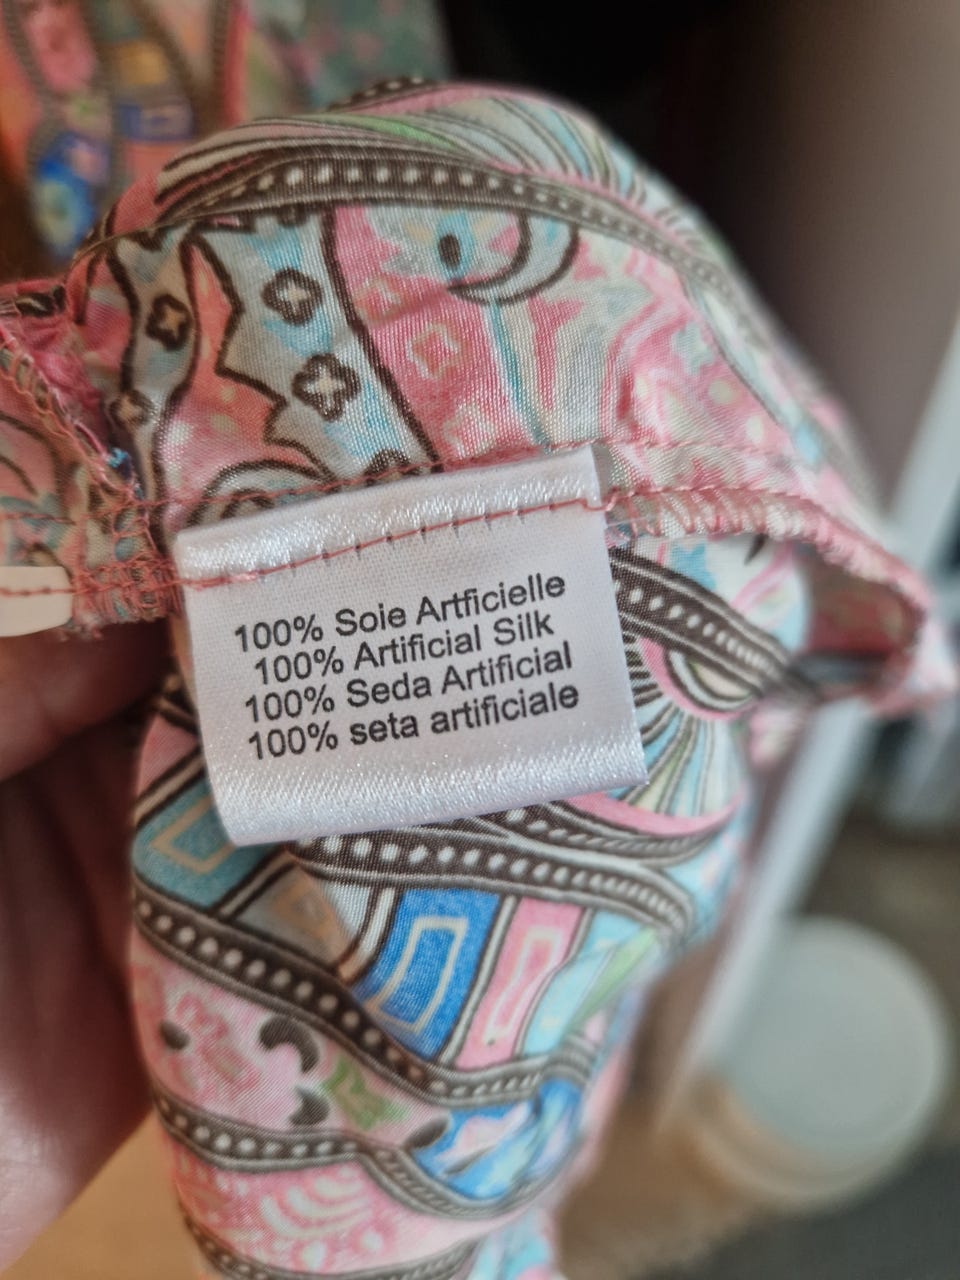 100% Soie Artficielle
100% Artificial Silk
100% Seda Artificial
100% seta artificiale